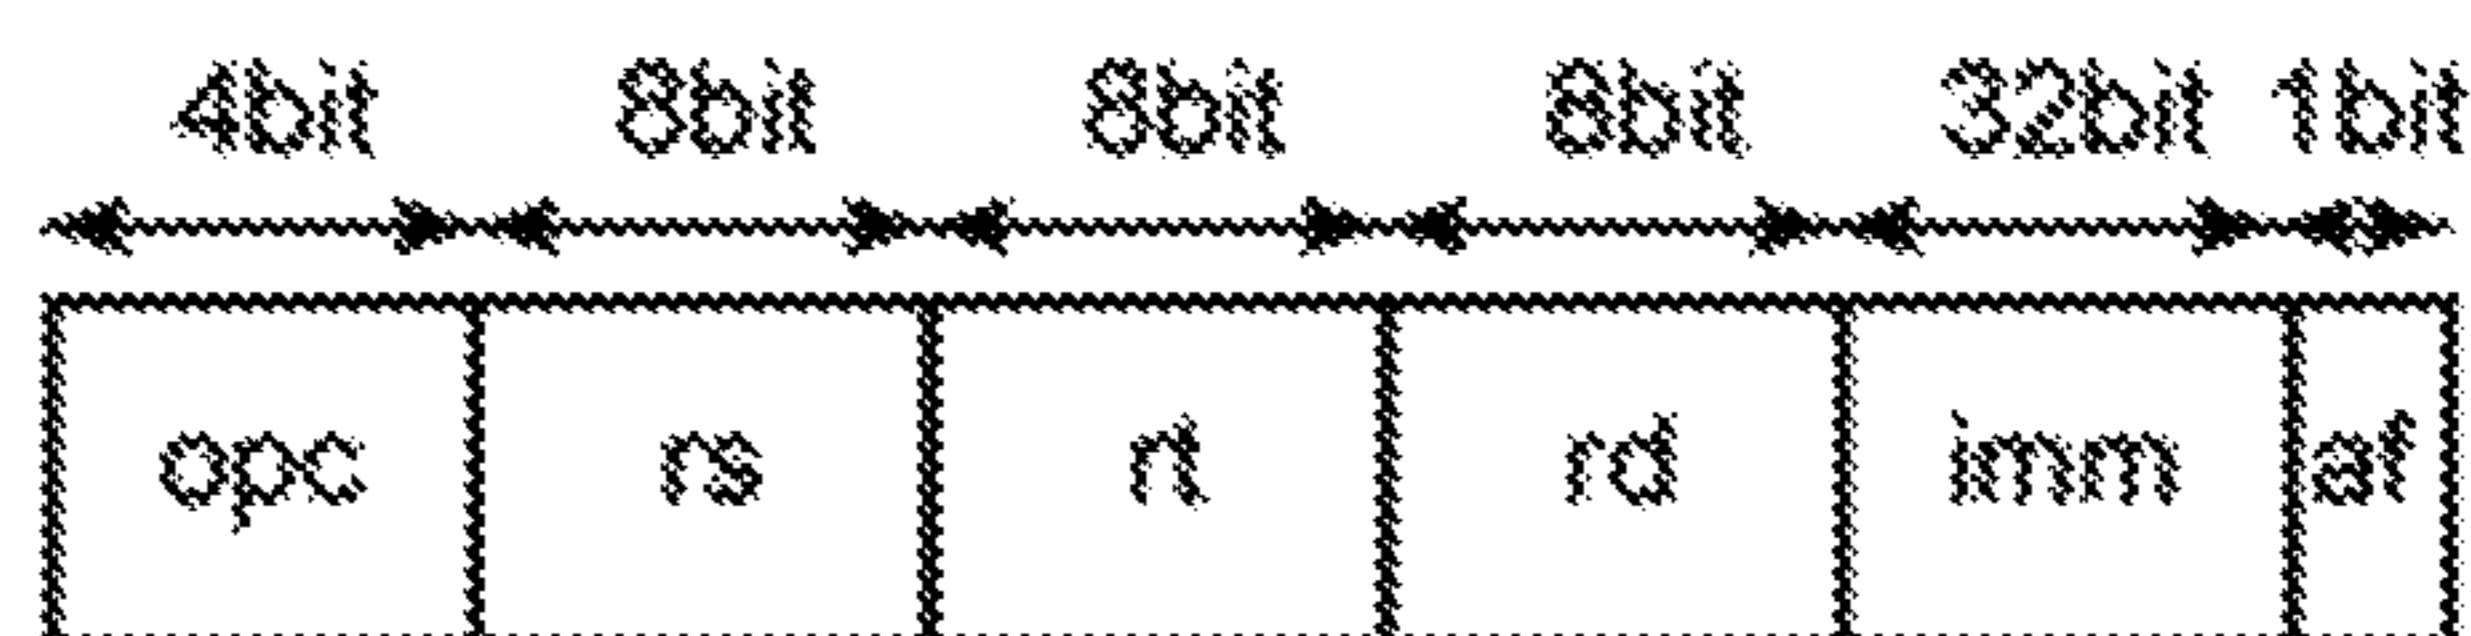 4bit 8bit 8bit 8bit 32bit 1bit
opc rs rt rd imm af